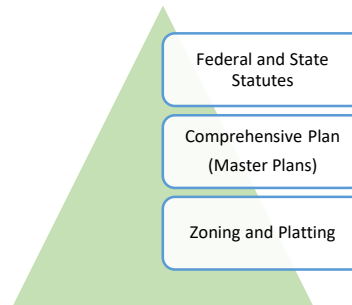 Federal and State
Statutes
Comprehensive Plan
(Master Plans)
Zoning and Platting